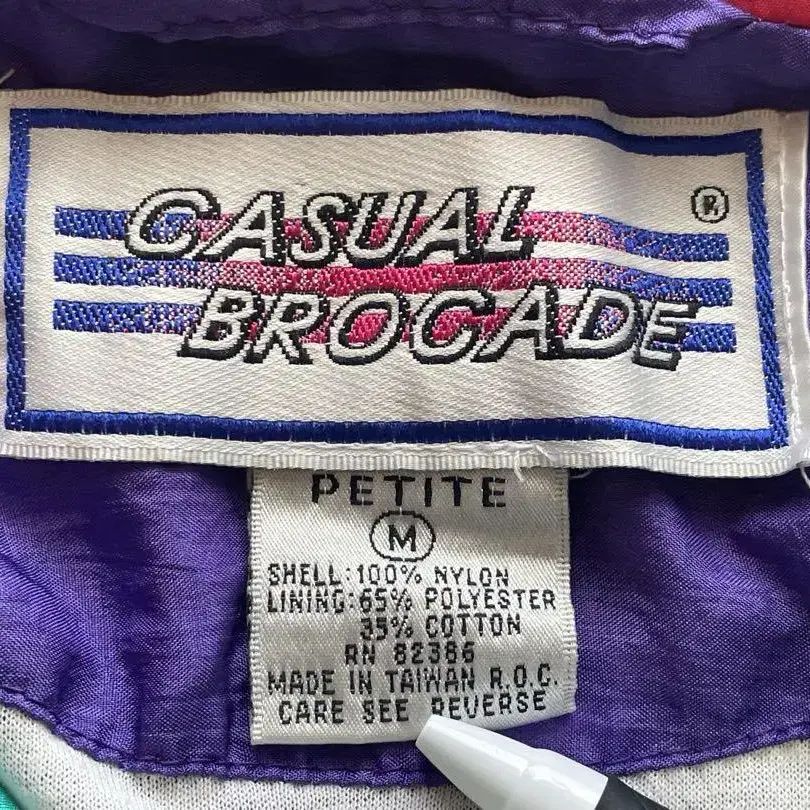 CASUAL
BROCADE
®
PETITE
M
SHELL:100% NYLON
LINING:65% POLYESTER
35% COTTON
RN 82386
MADE IN TAIWAN R.O.C.
CARE SEE REVERSE